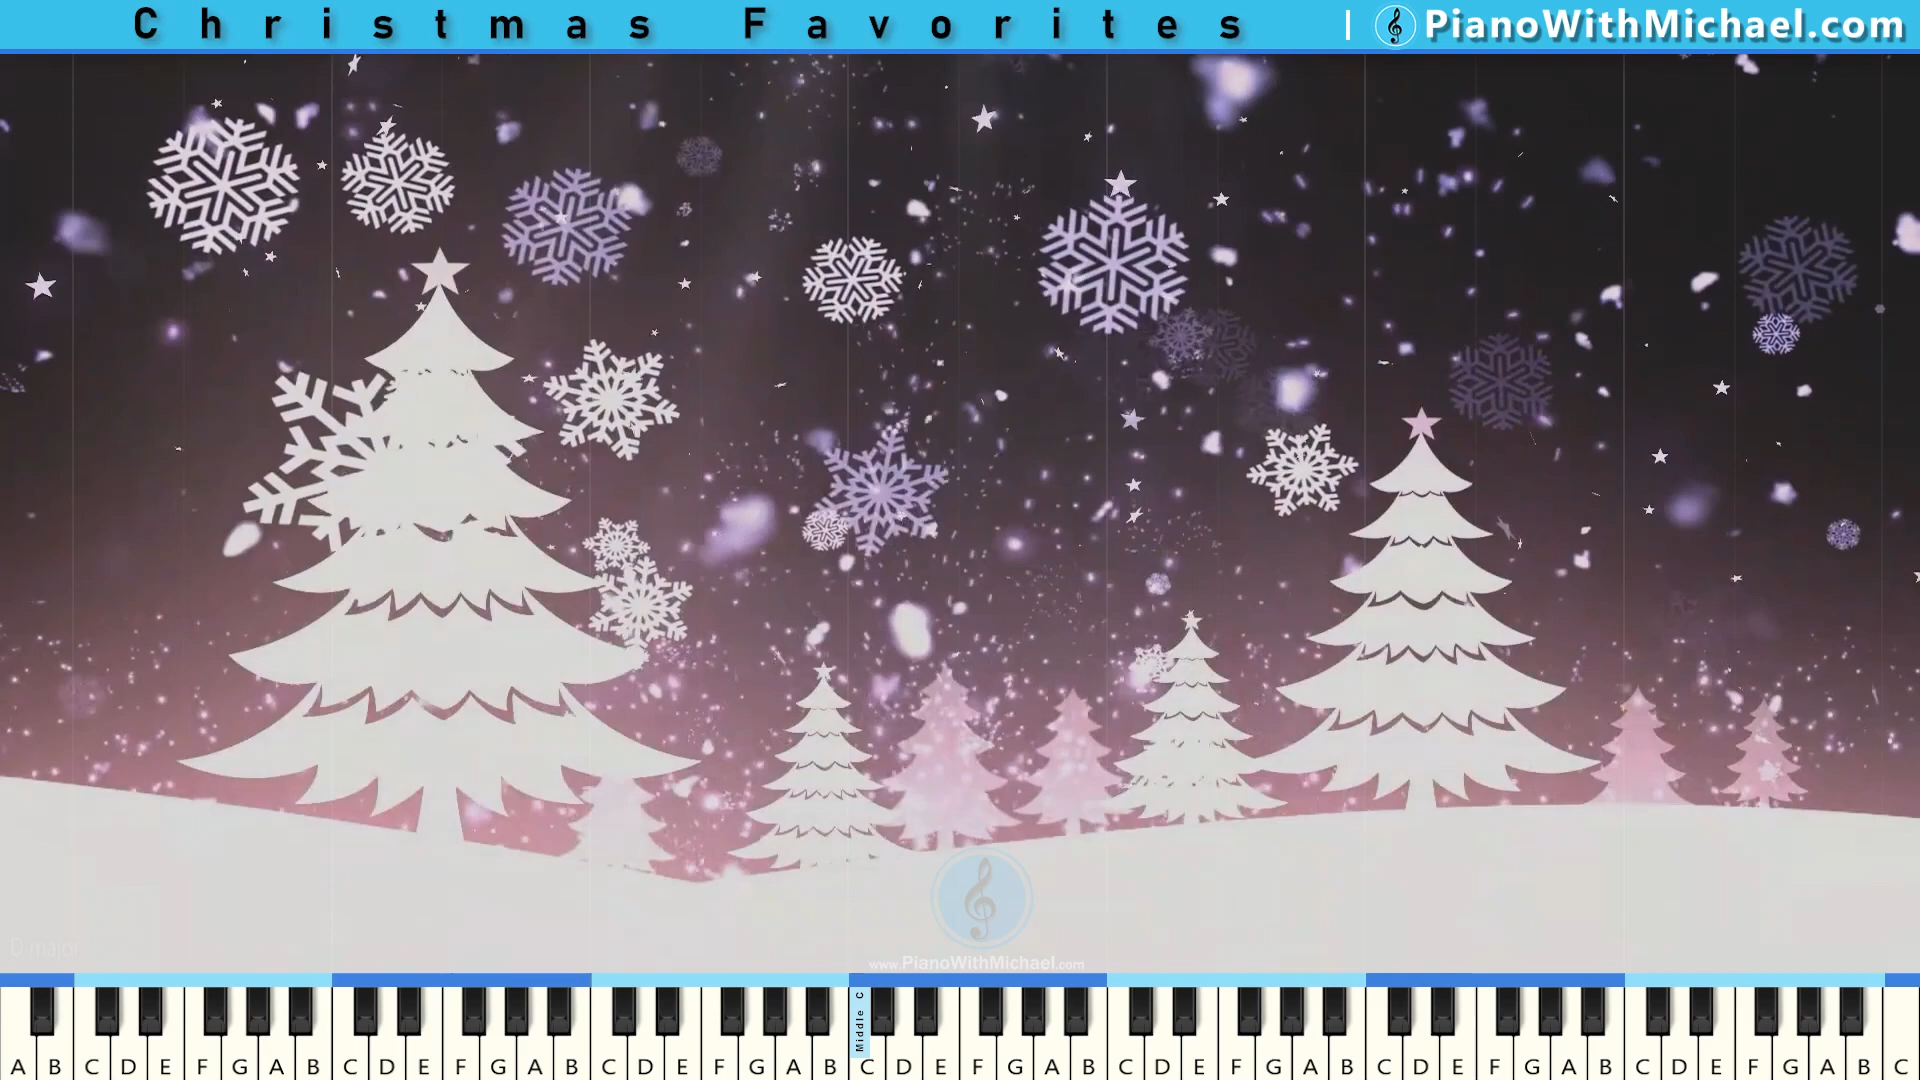 Christmas Favorites
PianoWithMichael.com
D major
www.PianoWithMichael.com
Middle C
A B C D E F G A B C D E F G A B C D E F G A B C D E F G A B C D E F G A B C D E F G A B C D E F G A B C